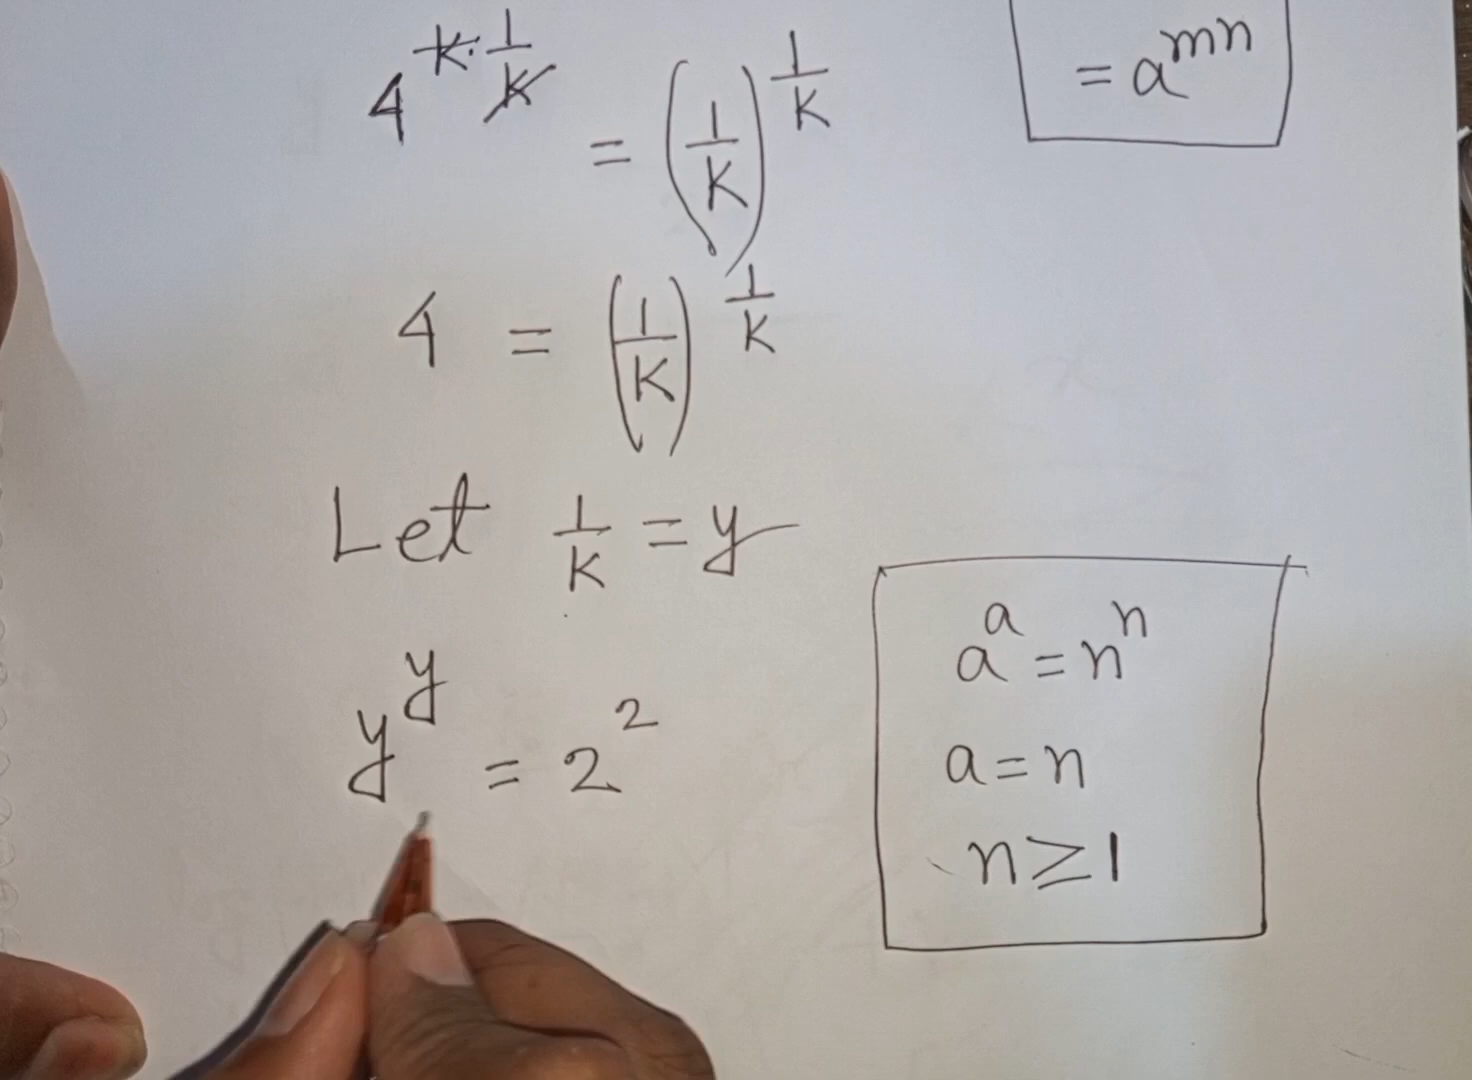 4^{k·1/k} = (1/k)^{1/k}
= a^{mn}
4 = (1/k)^{1/k}
Let 1/k = y
y^y = 2^2
a^a = n^n
a = n
n ≥ 1